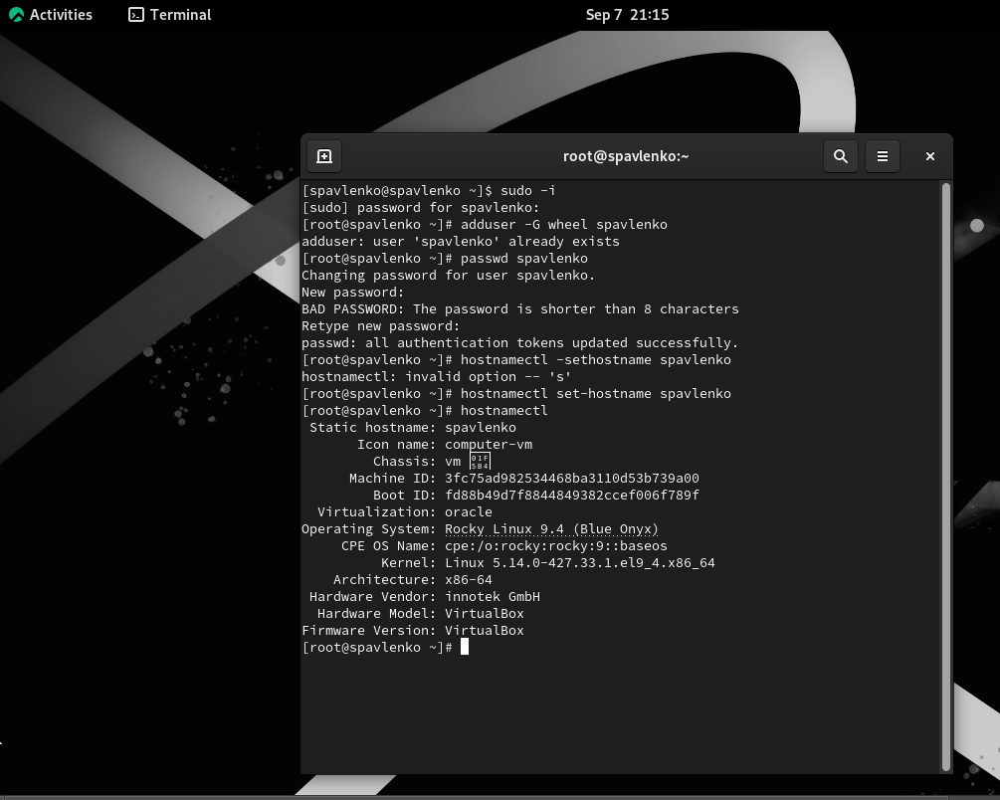 Activities Terminal Sep 7 21:15
root@spavlenko:~
[spavlenko@spavlenko ~]$ sudo -i
[sudo] password for spavlenko:
[root@spavlenko ~]# adduser -G wheel spavlenko
adduser: user 'spavlenko' already exists
[root@spavlenko ~]# passwd spavlenko
Changing password for user spavlenko.
New password:
BAD PASSWORD: The password is shorter than 8 characters
Retype new password:
passwd: all authentication tokens updated successfully.
[root@spavlenko ~]# hostnamectl -sethostname spavlenko
hostnamectl: invalid option -- 's'
[root@spavlenko ~]# hostnamectl set-hostname spavlenko
[root@spavlenko ~]# hostnamectl
Static hostname: spavlenko
Icon name: computer-vm
Chassis: vm
Machine ID: 3fc75ad982534468ba3110d53b739a00
Boot ID: fd88b49d7f8844849382ccef006f789f
Virtualization: oracle
Operating System: Rocky Linux 9.4 (Blue Onyx)
CPE OS Name: cpe:/o:rocky:rocky:9::baseos
Kernel: Linux 5.14.0-427.33.1.el9_4.x86_64
Architecture: x86-64
Hardware Vendor: innotek GmbH
Hardware Model: VirtualBox
Firmware Version: VirtualBox
[root@spavlenko ~]#